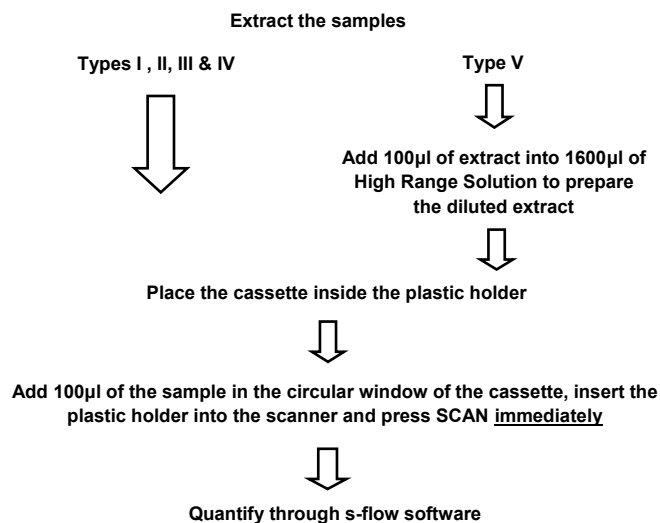 Extract the samples
Types I , II, III & IV
Type V
Add 100µl of extract into 1600µl of
High Range Solution to prepare
the diluted extract
Place the cassette inside the plastic holder
Add 100µl of the sample in the circular window of the cassette, insert the
plastic holder into the scanner and press SCAN immediately
Quantify through s-flow software